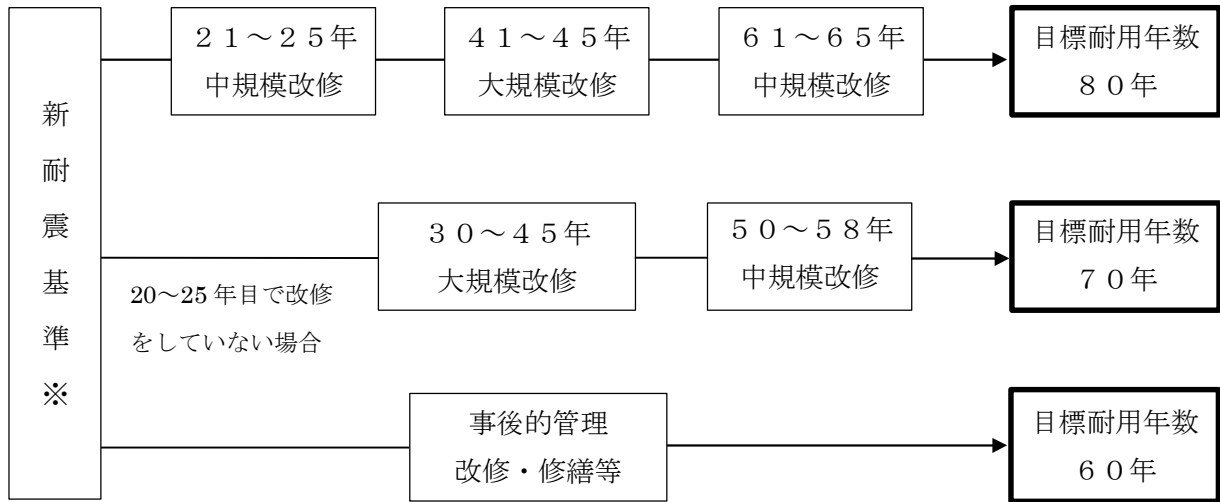 新耐震基準※
２１～２５年
中規模改修
４１～４５年
大規模改修
６１～６５年
中規模改修
目標耐用年数
８０年
３０～４５年
大規模改修
５０～５８年
中規模改修
目標耐用年数
７０年
20～25年目で改修
をしていない場合
事後的管理
改修・修繕等
目標耐用年数
６０年